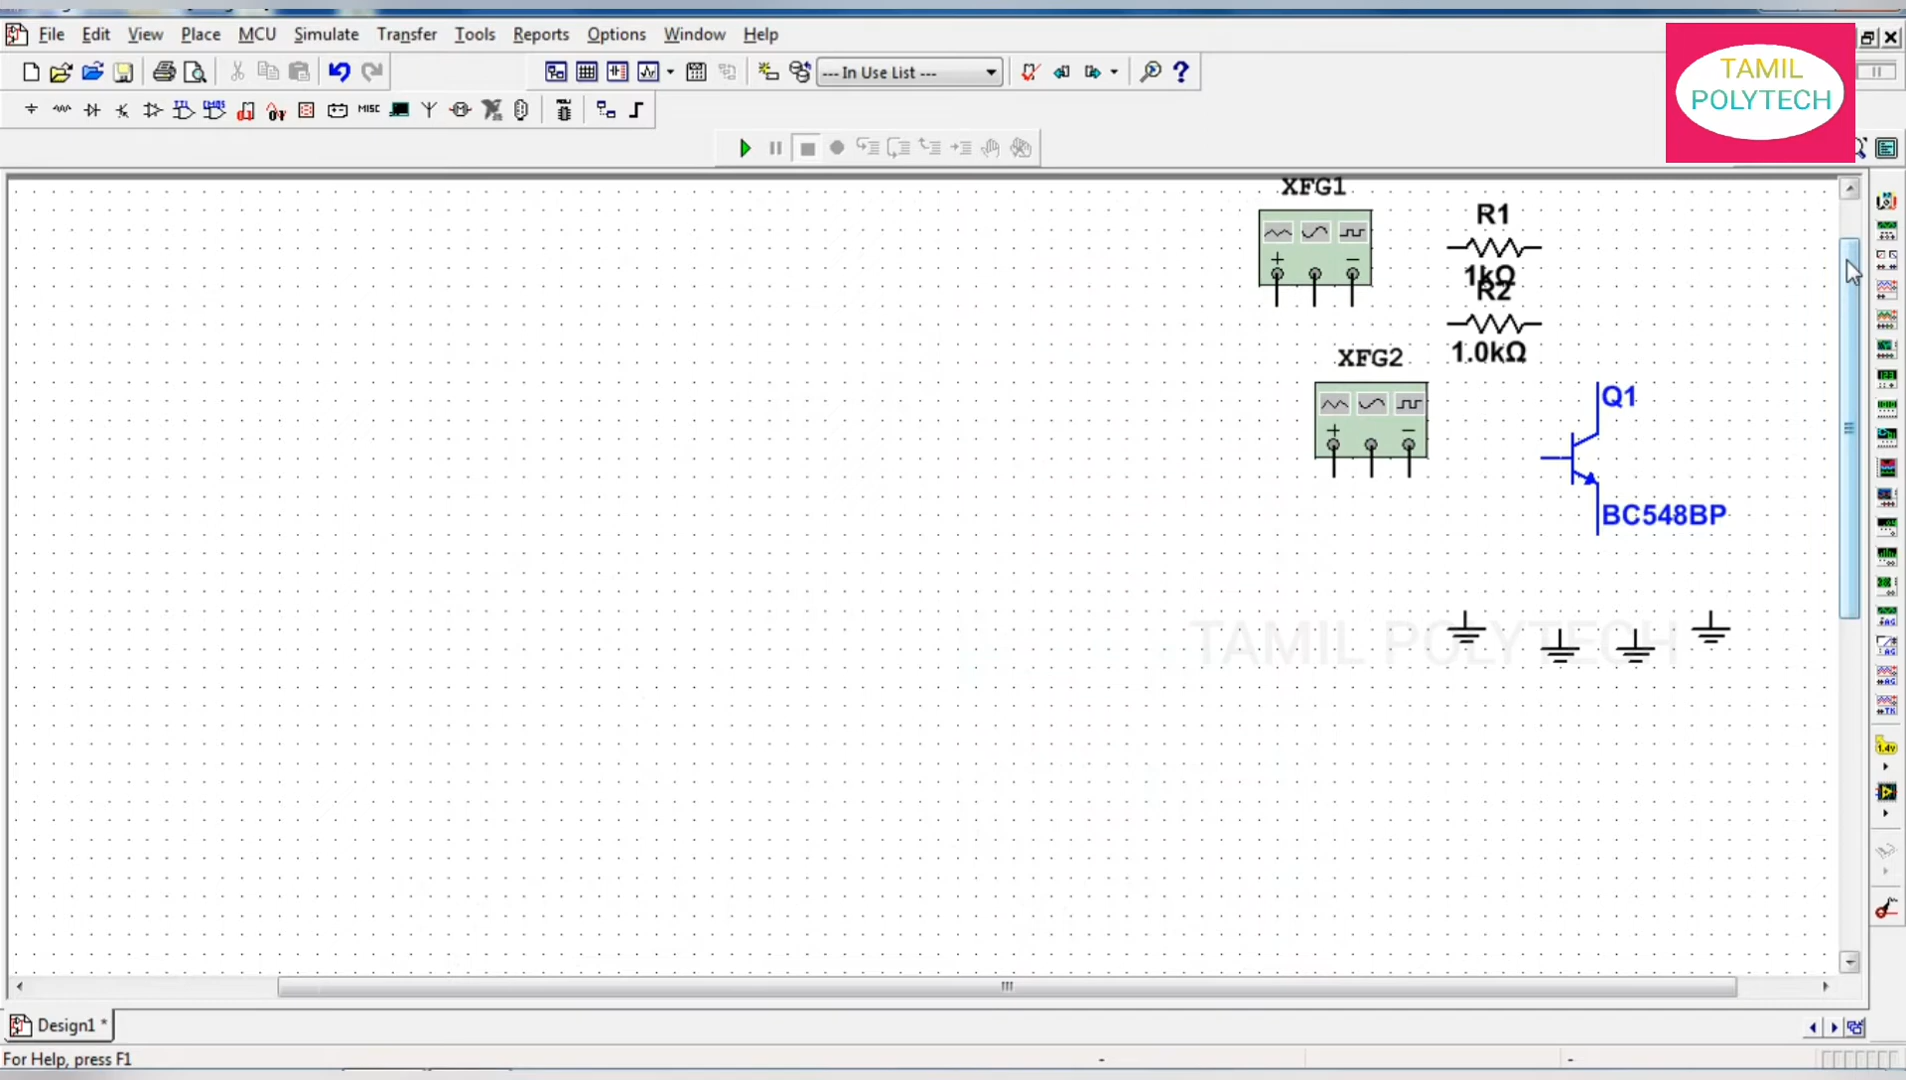 File Edit View Place MCU Simulate Transfer Tools Reports Options Window Help
TAMIL
POLYTECH
--- In Use List ---
MISC
XFG1
R1
1kΩ
R2
1.0kΩ
XFG2
Q1
BC548BP
TAMIL POLYTECH
Design1 *
For Help, press F1